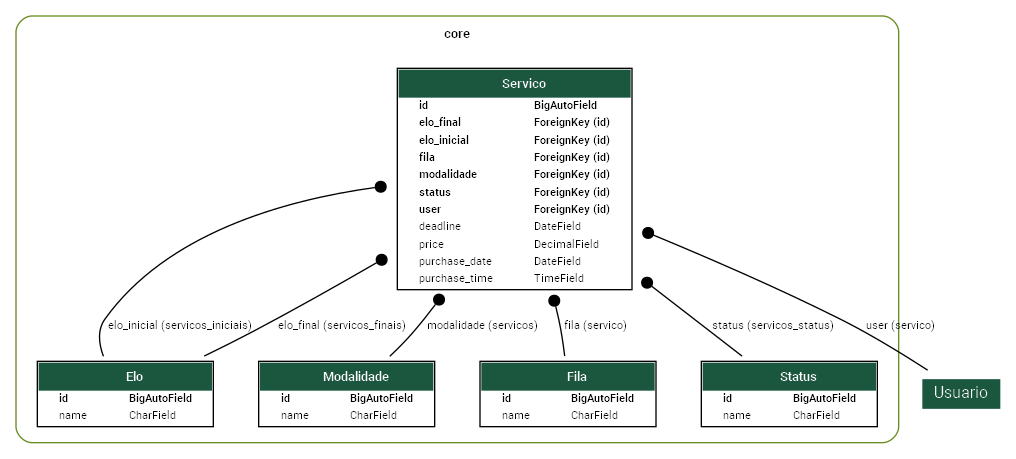 core
Servico
id BigAutoField
elo_final ForeignKey (id)
elo_inicial ForeignKey (id)
fila ForeignKey (id)
modalidade ForeignKey (id)
status ForeignKey (id)
user ForeignKey (id)
deadline DateField
price DecimalField
purchase_date DateField
purchase_time TimeField
elo_inicial (servicos_iniciais) elo_final (servicos_finais) modalidade (servicos) fila (servico) status (servicos_status) user (servico)
Elo
id BigAutoField
name CharField
Modalidade
id BigAutoField
name CharField
Fila
id BigAutoField
name CharField
Status
id BigAutoField
name CharField
Usuario